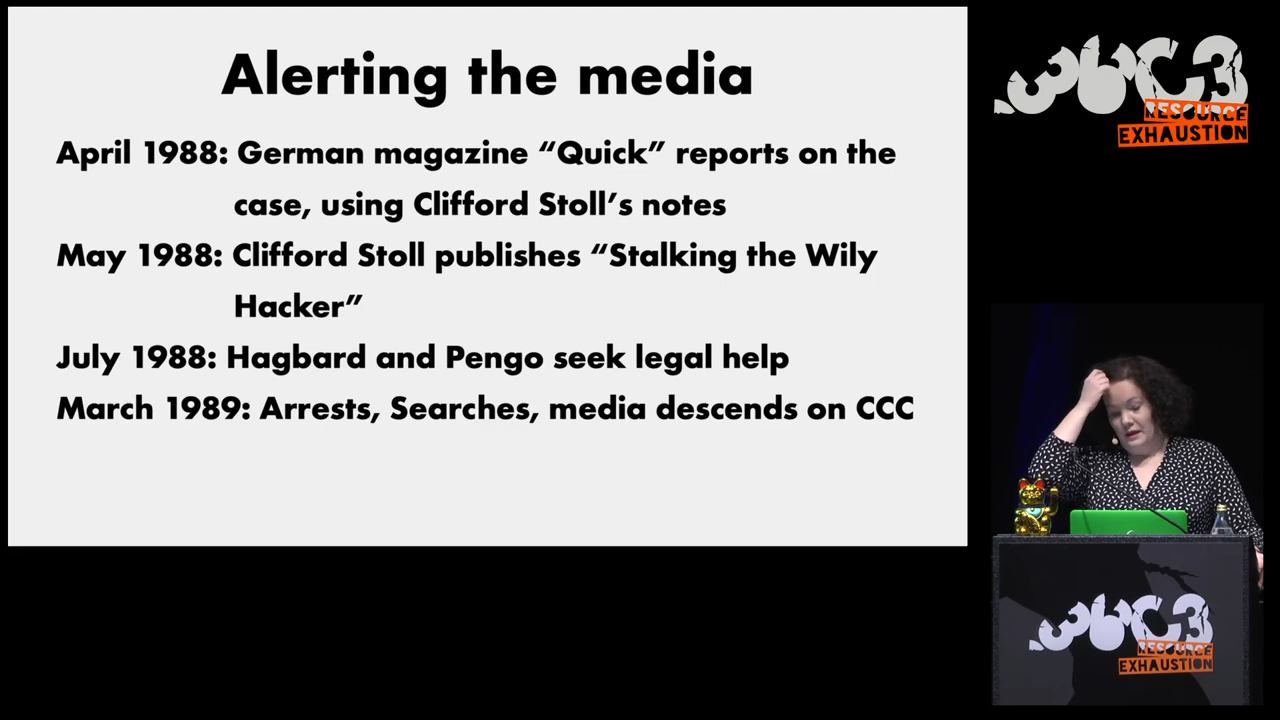 Alerting the media
April 1988: German magazine “Quick” reports on the
case, using Clifford Stoll’s notes
May 1988: Clifford Stoll publishes “Stalking the Wily
Hacker”
July 1988: Hagbard and Pengo seek legal help
March 1989: Arrests, Searches, media descends on CCC
36C3
RESOURCE
EXHAUSTION
36C3
RESOURCE
EXHAUSTION